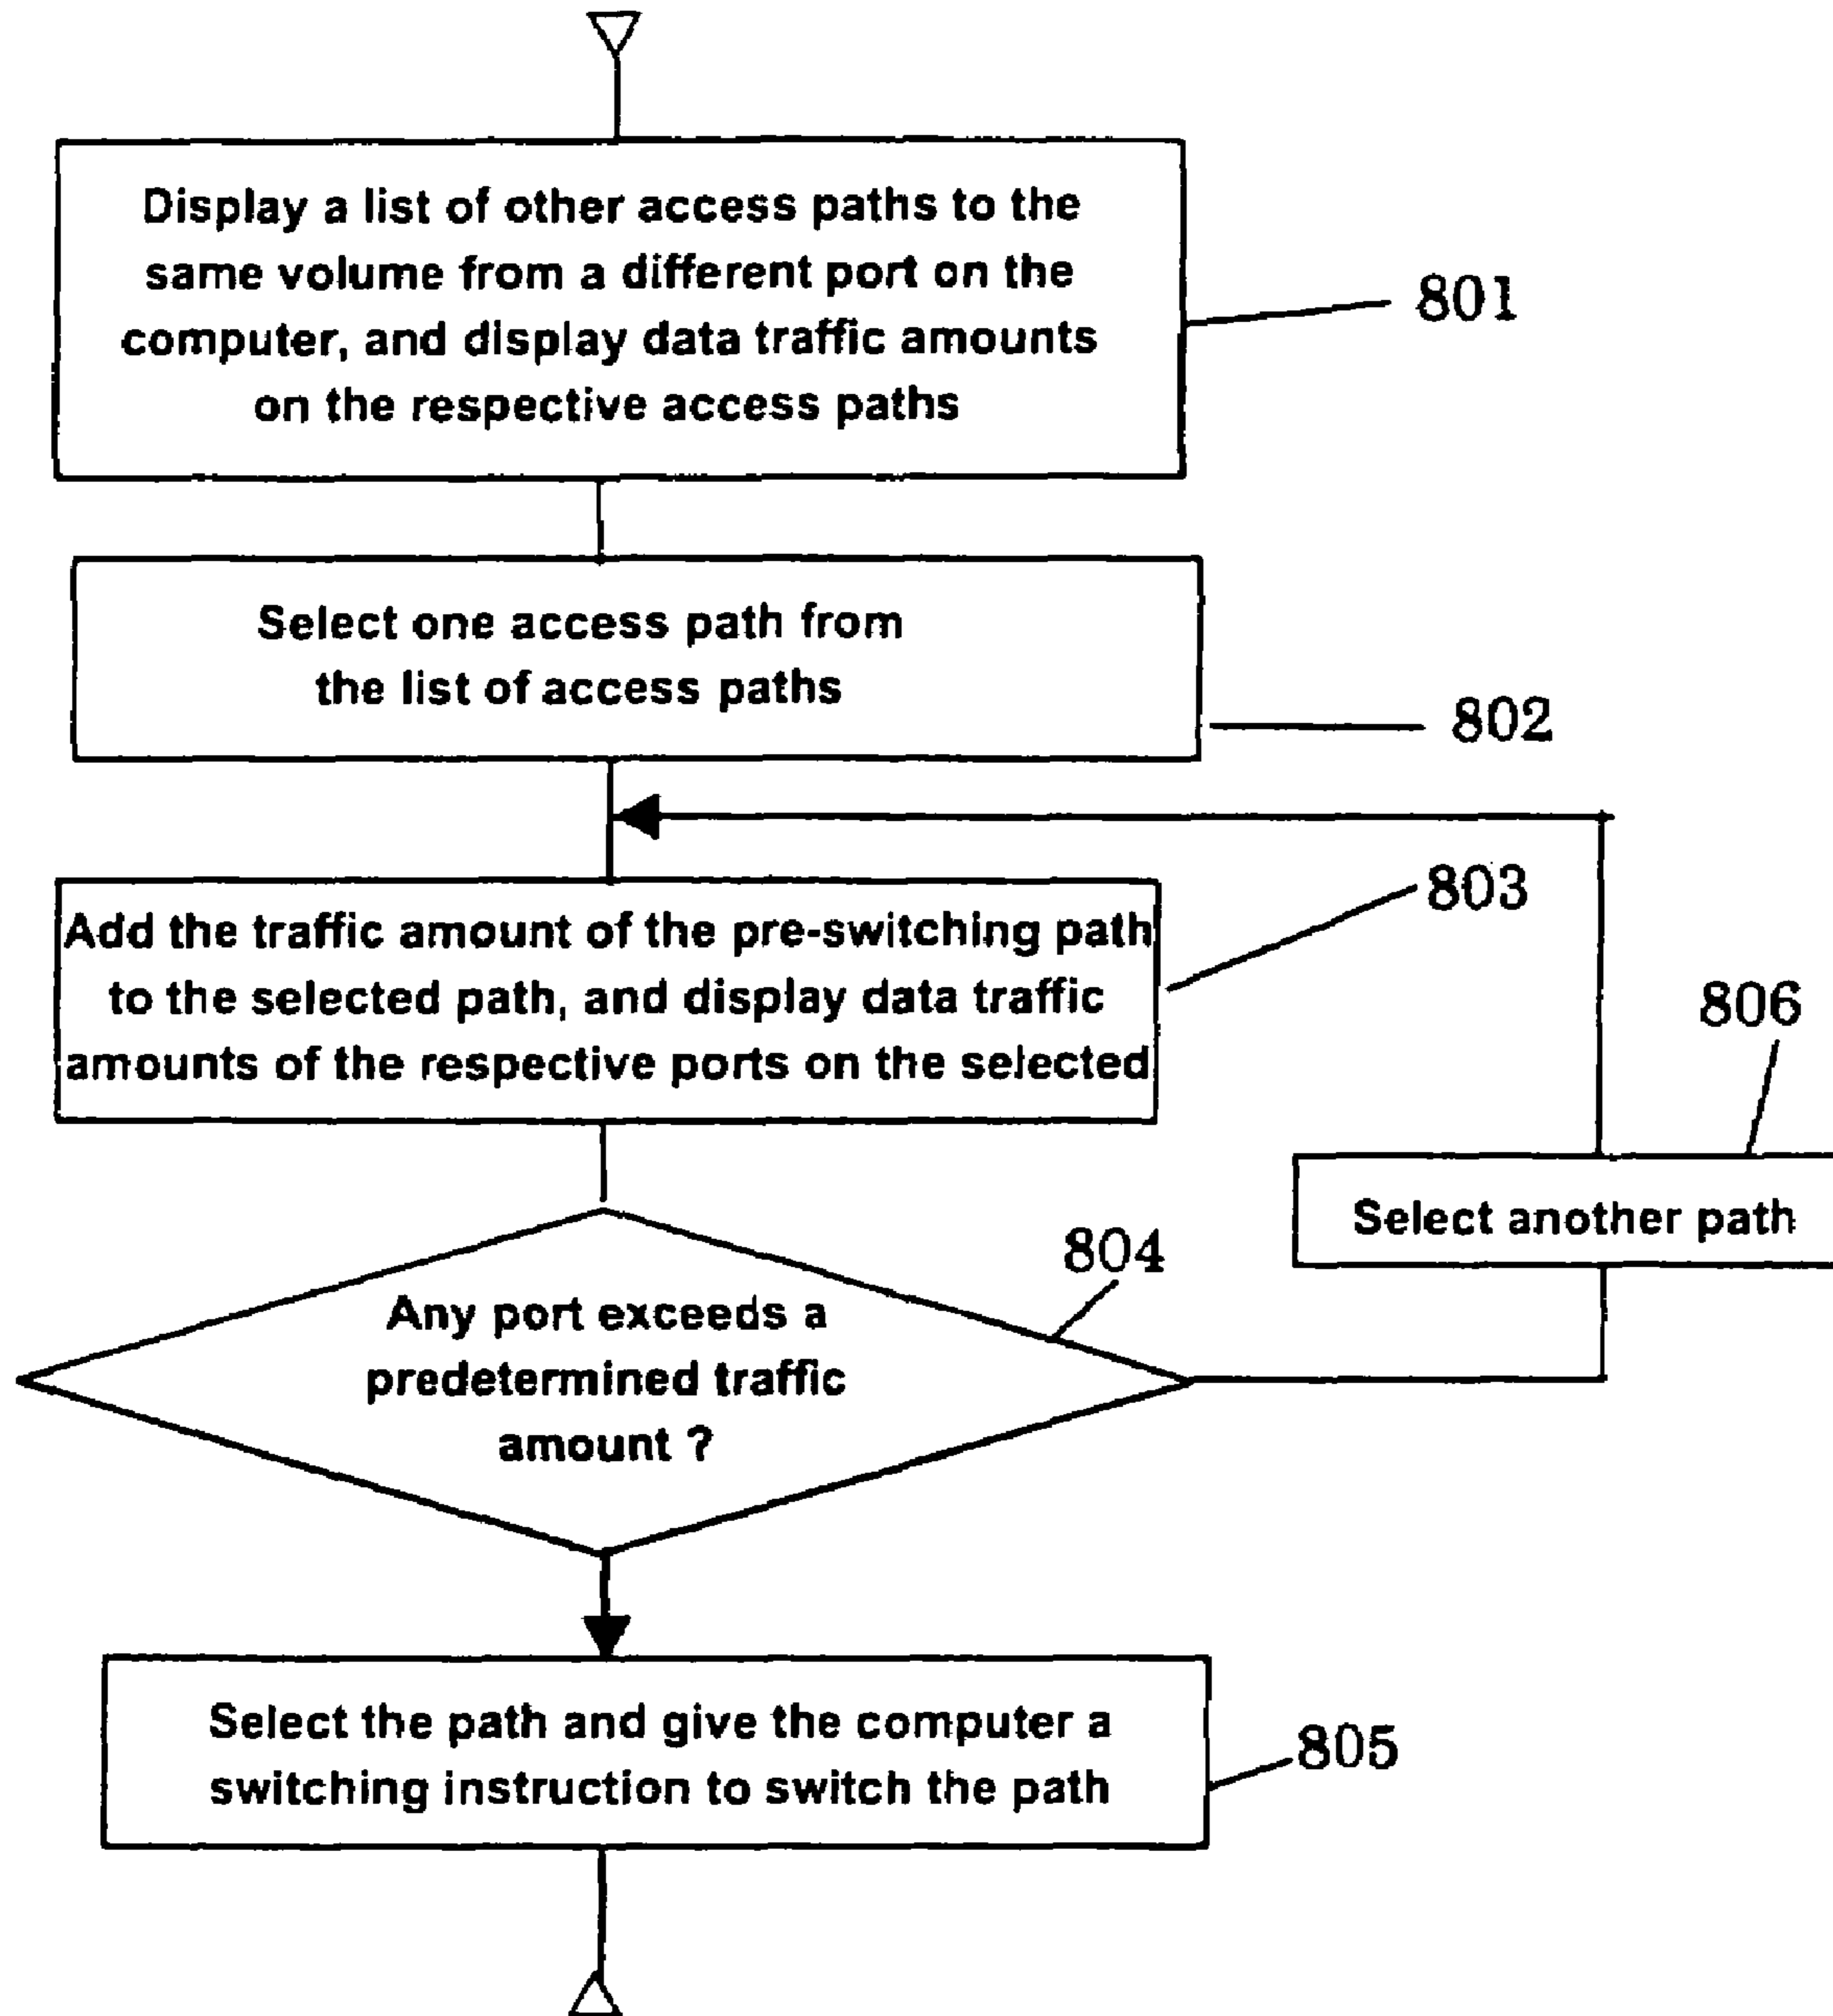 Display a list of other access paths to the
same volume from a different port on the
computer, and display data traffic amounts
on the respective access paths
801
Select one access path from
the list of access paths
802
Add the traffic amount of the pre-switching path
to the selected path, and display data traffic
amounts of the respective ports on the selected
803
806
Select another path
804
Any port exceeds a
predetermined traffic
amount ?
Select the path and give the computer a
switching instruction to switch the path
805